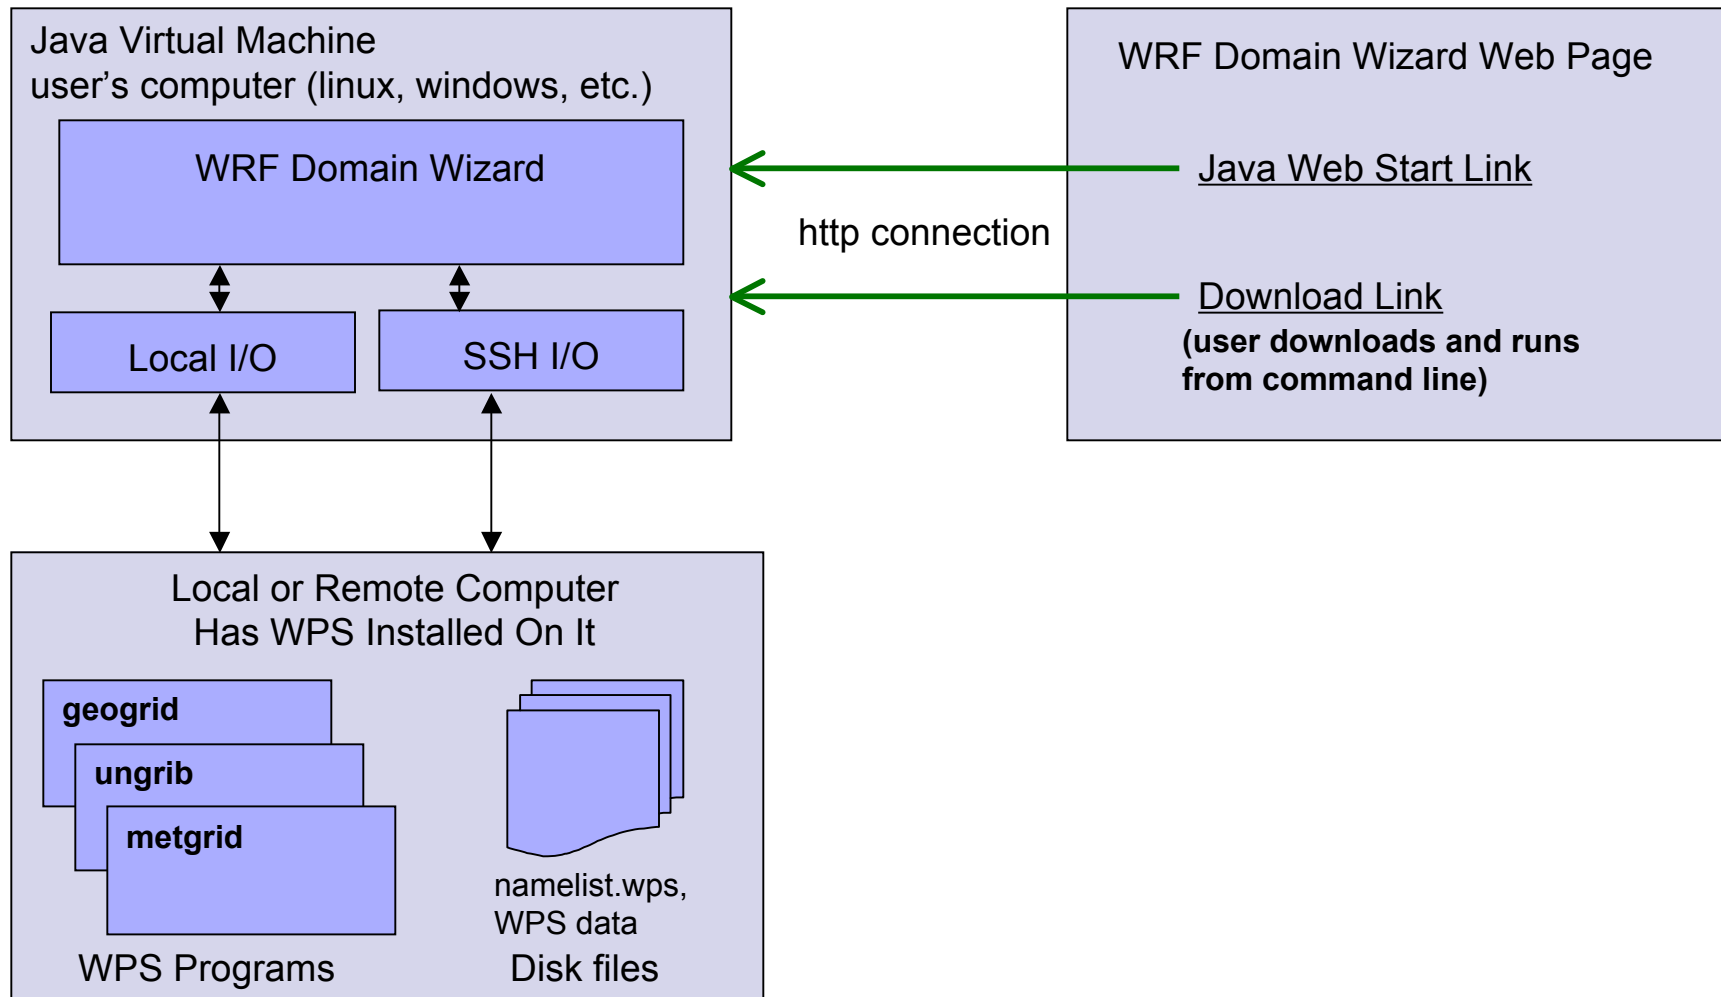 Java Virtual Machine
user’s computer (linux, windows, etc.)
WRF Domain Wizard
Local I/O
SSH I/O
http connection
WRF Domain Wizard Web Page
Java Web Start Link
Download Link
(user downloads and runs
from command line)
Local or Remote Computer
Has WPS Installed On It
geogrid
ungrib
metgrid
WPS Programs
namelist.wps,
WPS data
Disk files